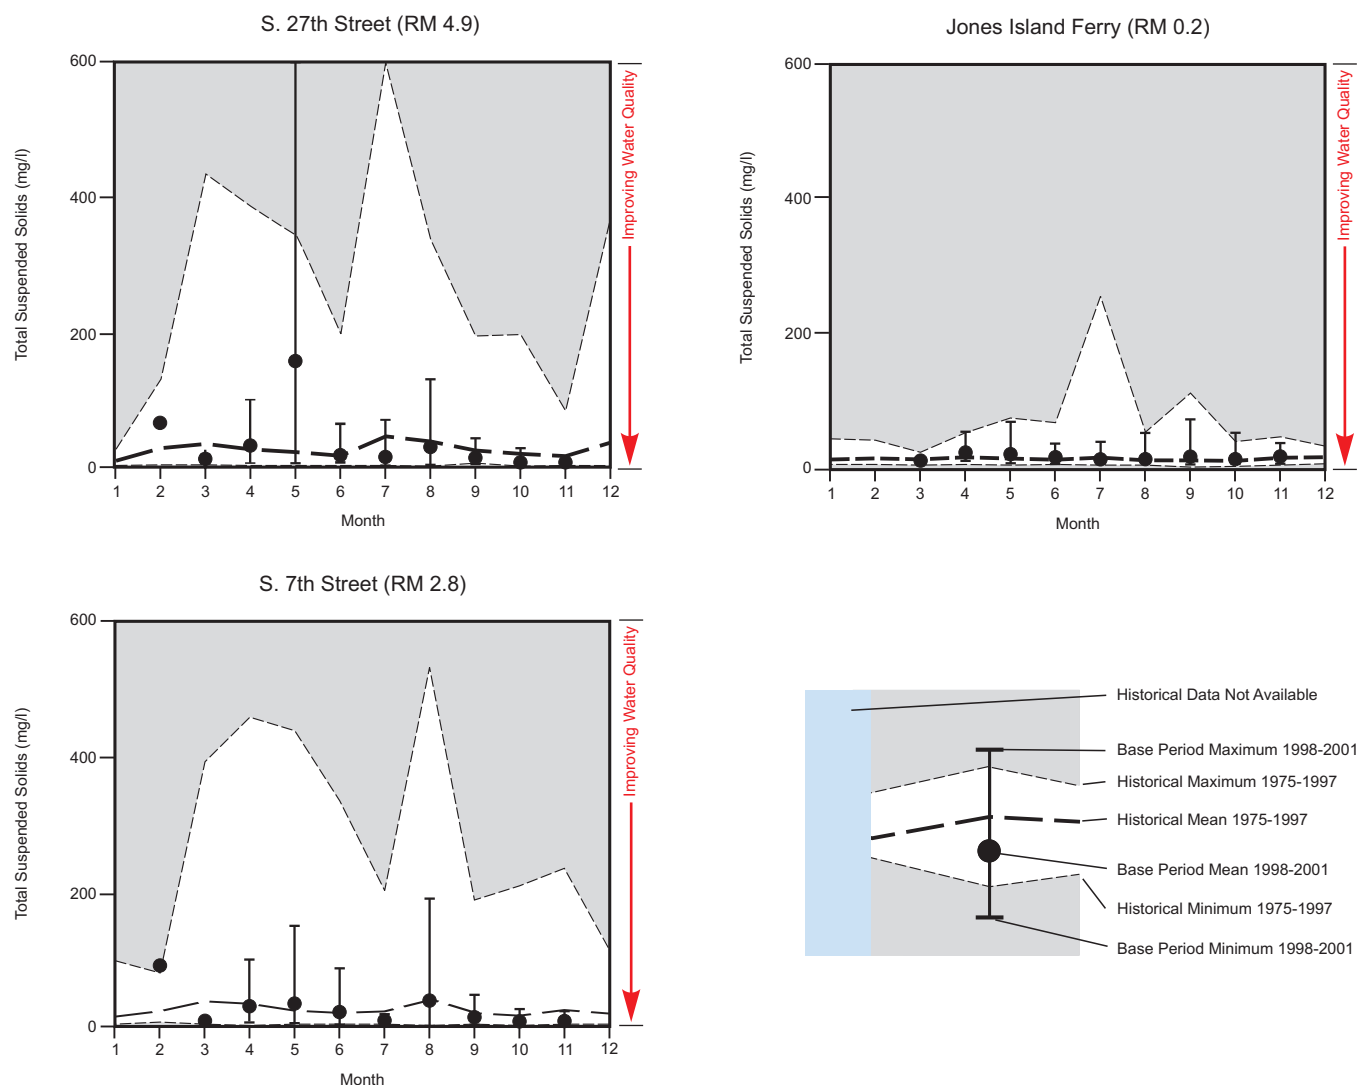 S. 27th Street (RM 4.9)
600
400
200
0
Total Suspended Solids (mg/l)
1 2 3 4 5 6 7 8 9 10 11 12
Month
Improving Water Quality
Jones Island Ferry (RM 0.2)
600
400
200
0
Total Suspended Solids (mg/l)
1 2 3 4 5 6 7 8 9 10 11 12
Month
Improving Water Quality
S. 7th Street (RM 2.8)
600
400
200
0
Total Suspended Solids (mg/l)
1 2 3 4 5 6 7 8 9 10 11 12
Month
Improving Water Quality
Historical Data Not Available
Base Period Maximum 1998-2001
Historical Maximum 1975-1997
Historical Mean 1975-1997
Base Period Mean 1998-2001
Historical Minimum 1975-1997
Base Period Minimum 1998-2001